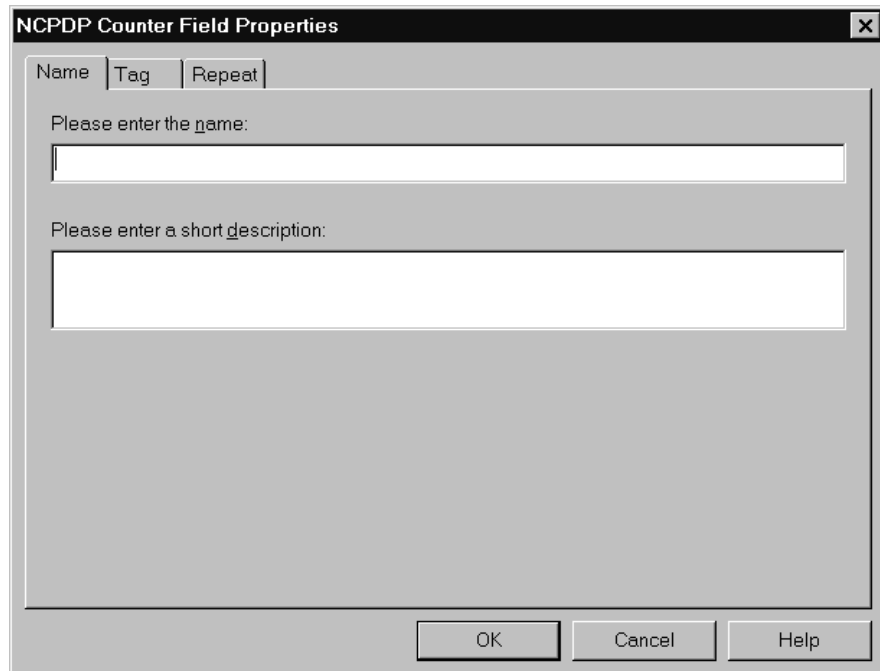 NCPDP Counter Field Properties
Name Tag Repeat
Please enter the name:
Please enter a short description:
OK Cancel Help